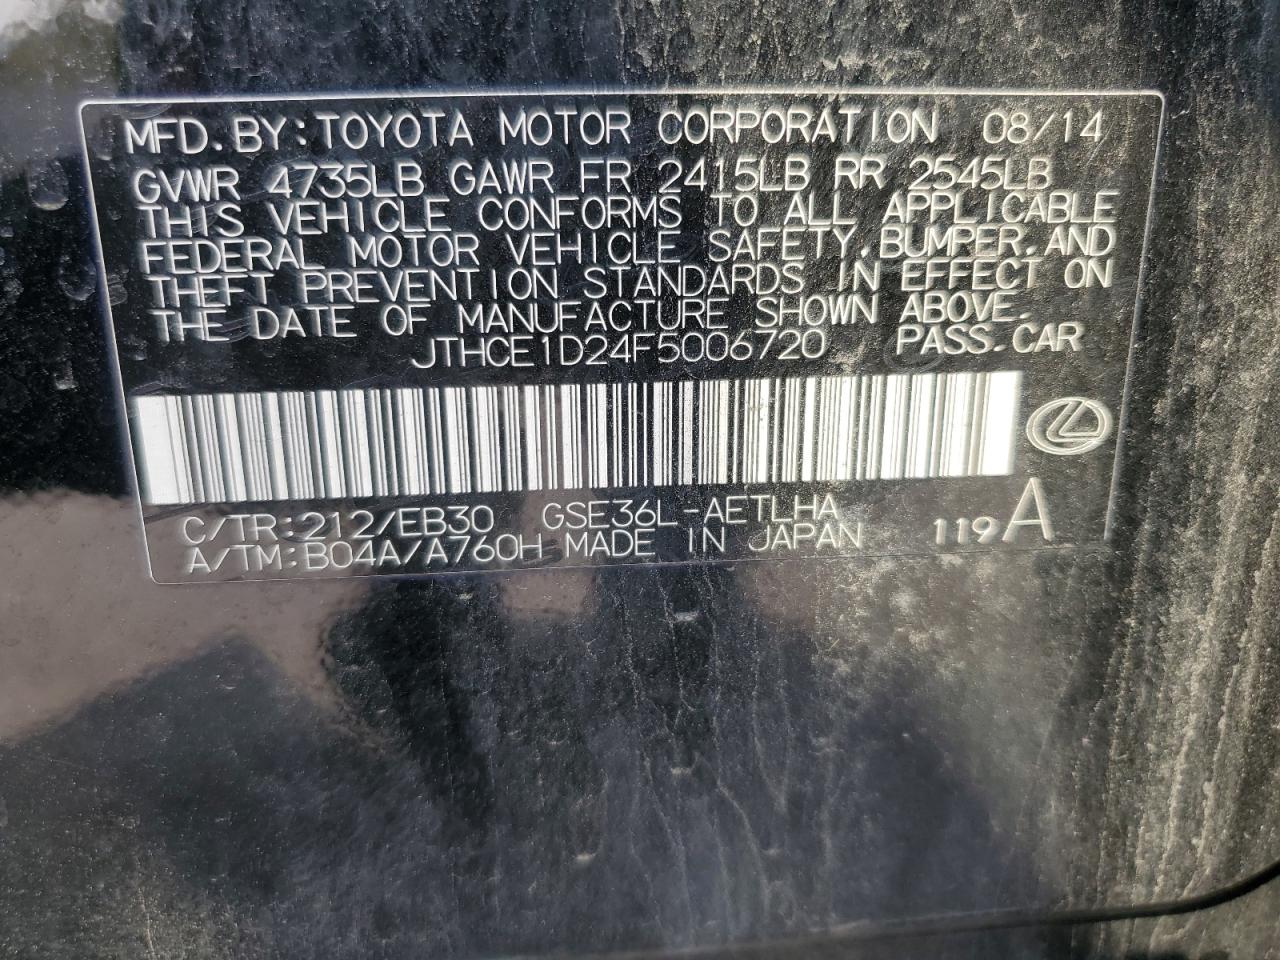 MFD. BY: TOYOTA MOTOR CORPORATION 08/14
GVWR 4735LB GAWR FR 2415LB RR 2545LB
THIS VEHICLE CONFORMS TO ALL APPLICABLE
FEDERAL MOTOR VEHICLE SAFETY, BUMPER, AND
THEFT PREVENTION STANDARDS IN EFFECT ON
THE DATE OF MANUFACTURE SHOWN ABOVE.
JTHCE1D24F5006720 PASS. CAR
C/TR:212/EB30 GSE36L-AETLHA
A/TM:B04A/A760H MADE IN JAPAN 119A